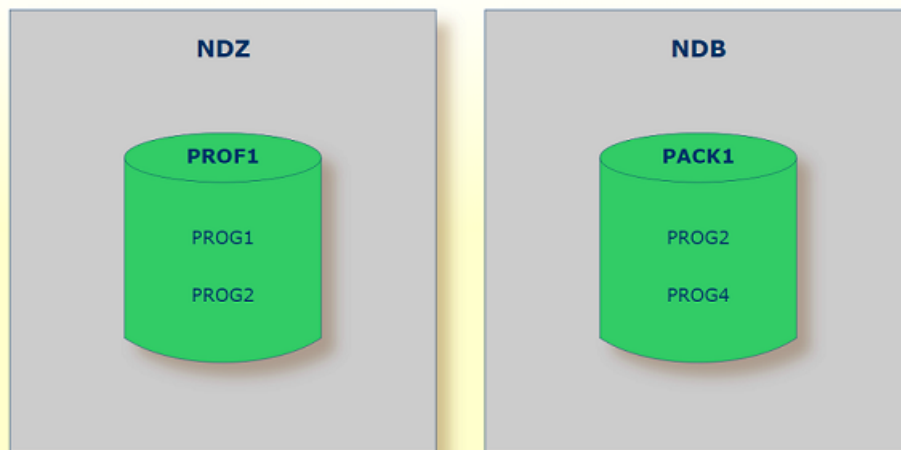 NDZ
PROF1
PROG1
PROG2
NDB
PACK1
PROG2
PROG4